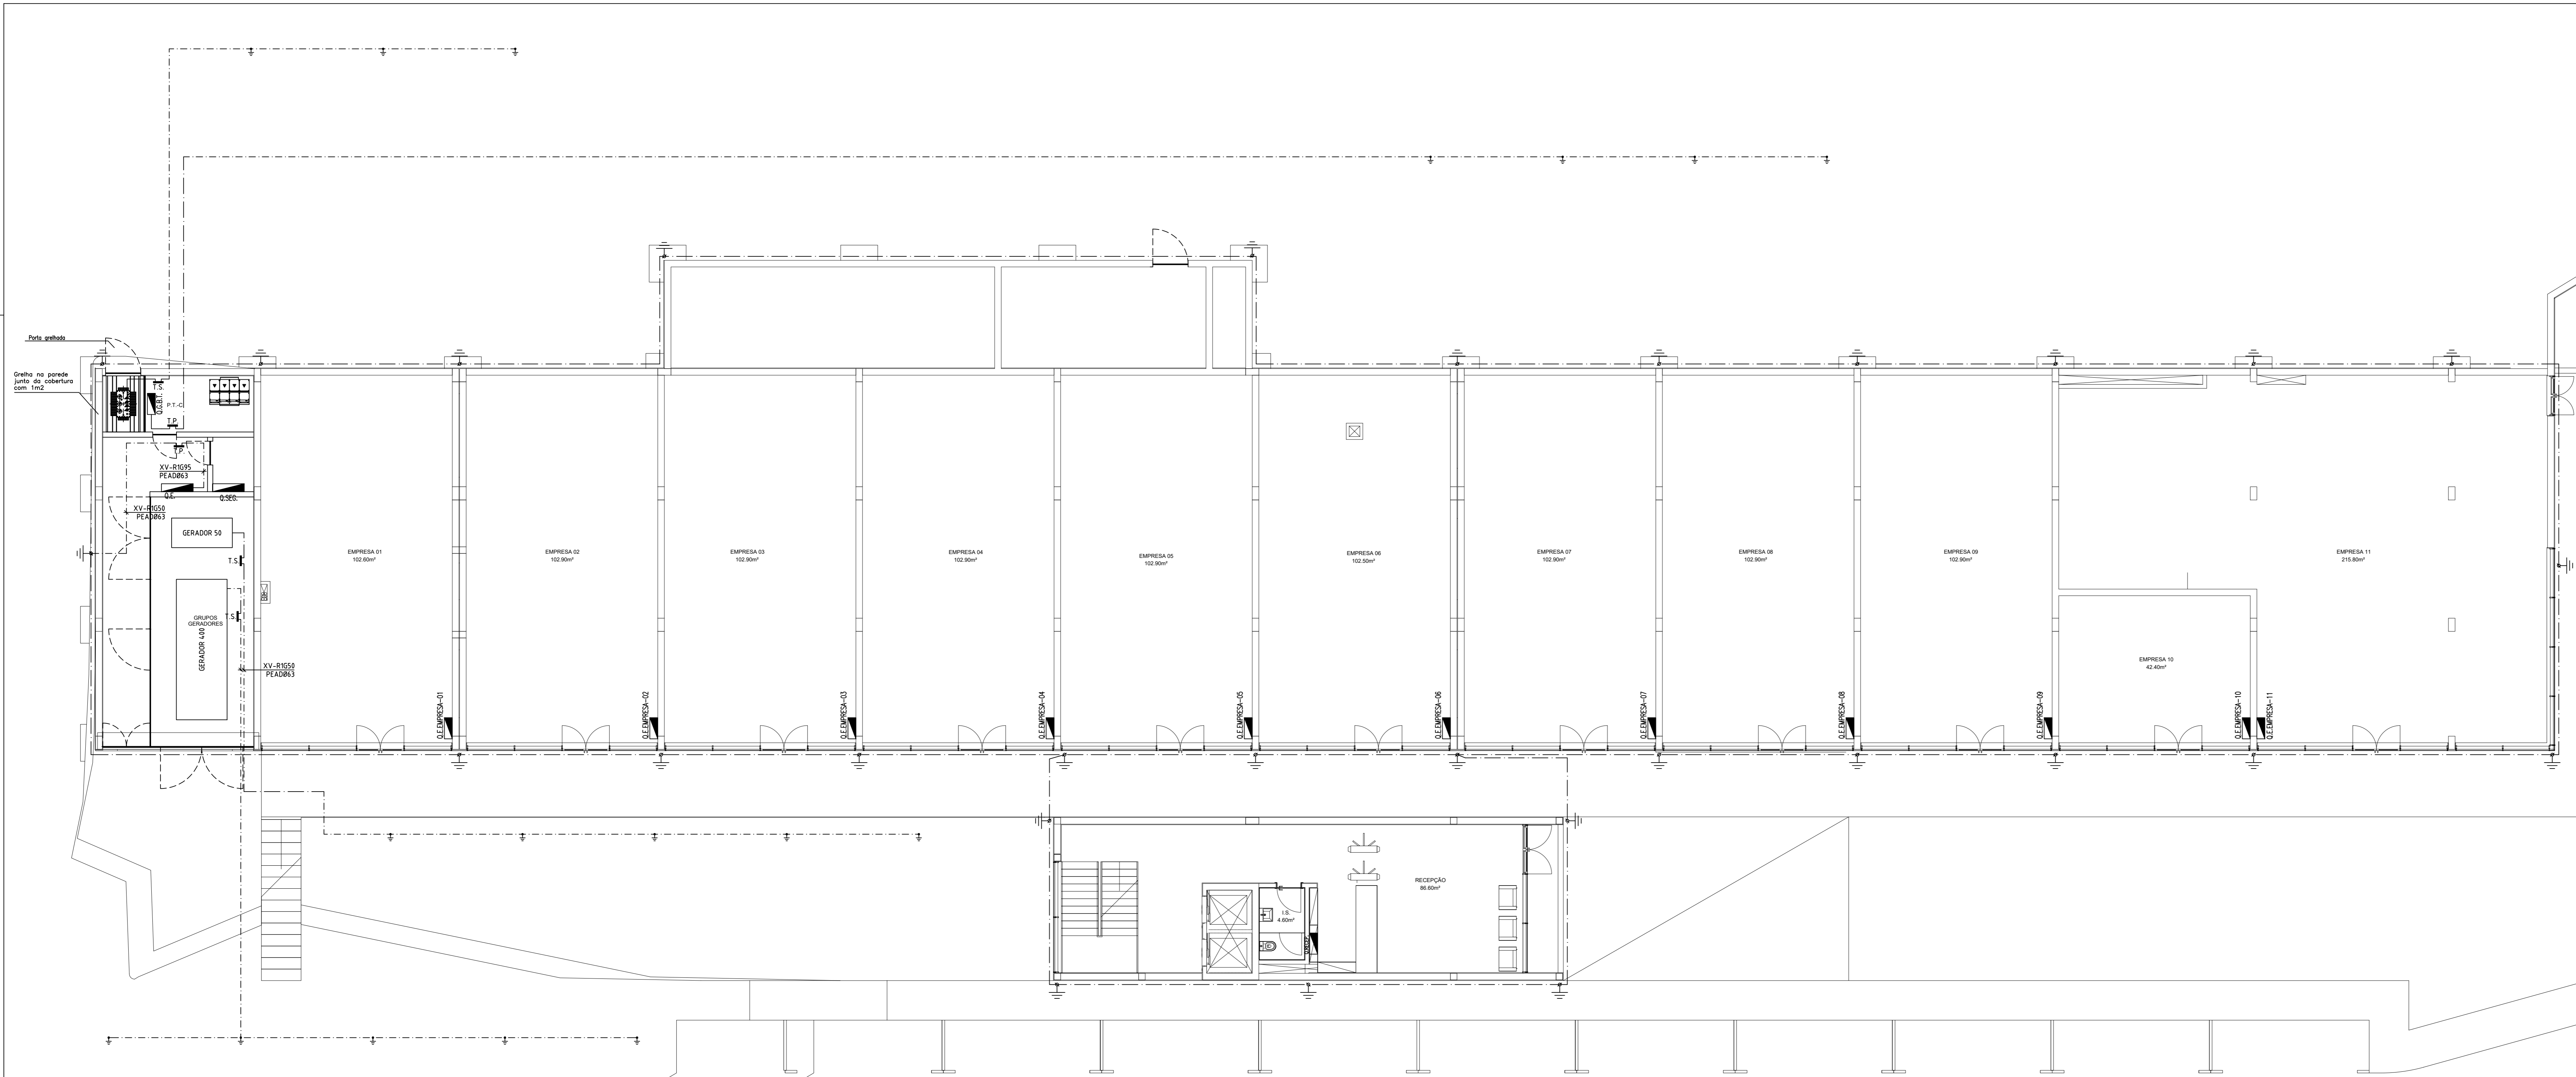 Porta grelhada
Grelha na parede
junto da cobertura
com 1m2
T.S.
Q.G.B.T.
P.T.-C.
T.P.
T.P.
XV-R1G95
PEADØ63
Q.E.
Q.SEG.
XV-R1G50
PEADØ63
GERADOR 50
T.S.
GRUPOS
GERADORES
T.S.
GERADOR 400
XV-R1G50
PEADØ63
EMPRESA 01
102.60m²
EMPRESA 02
102.90m²
EMPRESA 03
102.90m²
EMPRESA 04
102.90m²
EMPRESA 05
102.90m²
EMPRESA 06
102.50m²
EMPRESA 07
102.90m²
EMPRESA 08
102.90m²
EMPRESA 09
102.90m²
EMPRESA 11
215.80m²
EMPRESA 10
42.40m²
Q.E.EMPRESA-01
Q.E.EMPRESA-02
Q.E.EMPRESA-03
Q.E.EMPRESA-04
Q.E.EMPRESA-05
Q.E.EMPRESA-06
Q.E.EMPRESA-07
Q.E.EMPRESA-08
Q.E.EMPRESA-09
Q.E.EMPRESA-10
Q.E.EMPRESA-11
RECEPÇÃO
86.60m²
I.S.
4.60m²